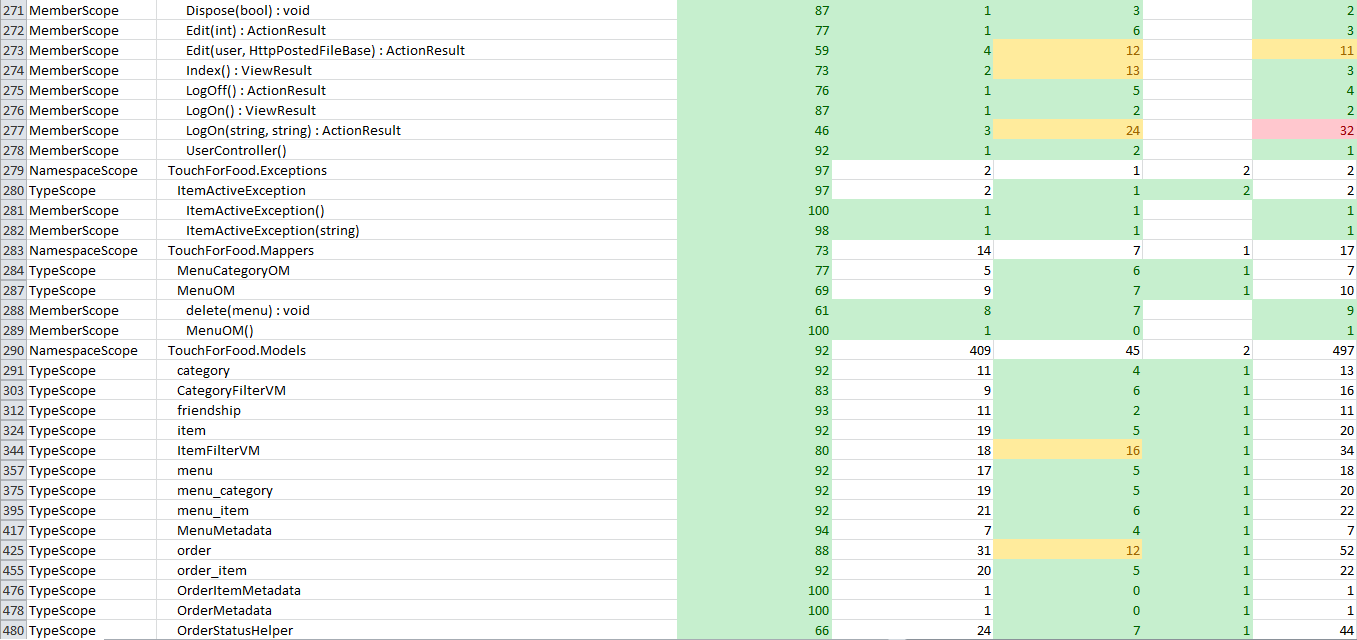 271 MemberScope Dispose(bool) : void 87 1 3 2
272 MemberScope Edit(int) : ActionResult 77 1 6 3
273 MemberScope Edit(user, HttpPostedFileBase) : ActionResult 59 4 12 11
274 MemberScope Index() : ViewResult 73 2 13 3
275 MemberScope LogOff() : ActionResult 76 1 5 4
276 MemberScope LogOn() : ViewResult 87 1 2 2
277 MemberScope LogOn(string, string) : ActionResult 46 3 24 32
278 MemberScope UserController() 92 1 2 1
279 NamespaceScope TouchForFood.Exceptions 97 2 1 2 2
280 TypeScope ItemActiveException 97 2 1 2 2
281 MemberScope ItemActiveException() 100 1 1 1
282 MemberScope ItemActiveException(string) 98 1 1 1
283 NamespaceScope TouchForFood.Mappers 73 14 7 1 17
284 TypeScope MenuCategoryOM 77 5 6 1 7
287 TypeScope MenuOM 69 9 7 1 10
288 MemberScope delete(menu) : void 61 8 7 9
289 MemberScope MenuOM() 100 1 0 1
290 NamespaceScope TouchForFood.Models 92 409 45 2 497
291 TypeScope category 92 11 4 1 13
303 TypeScope CategoryFilterVM 83 9 6 1 16
312 TypeScope friendship 93 11 2 1 11
324 TypeScope item 92 19 5 1 20
344 TypeScope ItemFilterVM 80 18 16 1 34
357 TypeScope menu 92 17 5 1 18
375 TypeScope menu_category 92 19 5 1 20
395 TypeScope menu_item 92 21 6 1 22
417 TypeScope MenuMetadata 94 7 4 1 7
425 TypeScope order 88 31 12 1 52
455 TypeScope order_item 92 20 5 1 22
476 TypeScope OrderItemMetadata 100 1 0 1 1
478 TypeScope OrderMetadata 100 1 0 1 1
480 TypeScope OrderStatusHelper 66 24 7 1 44